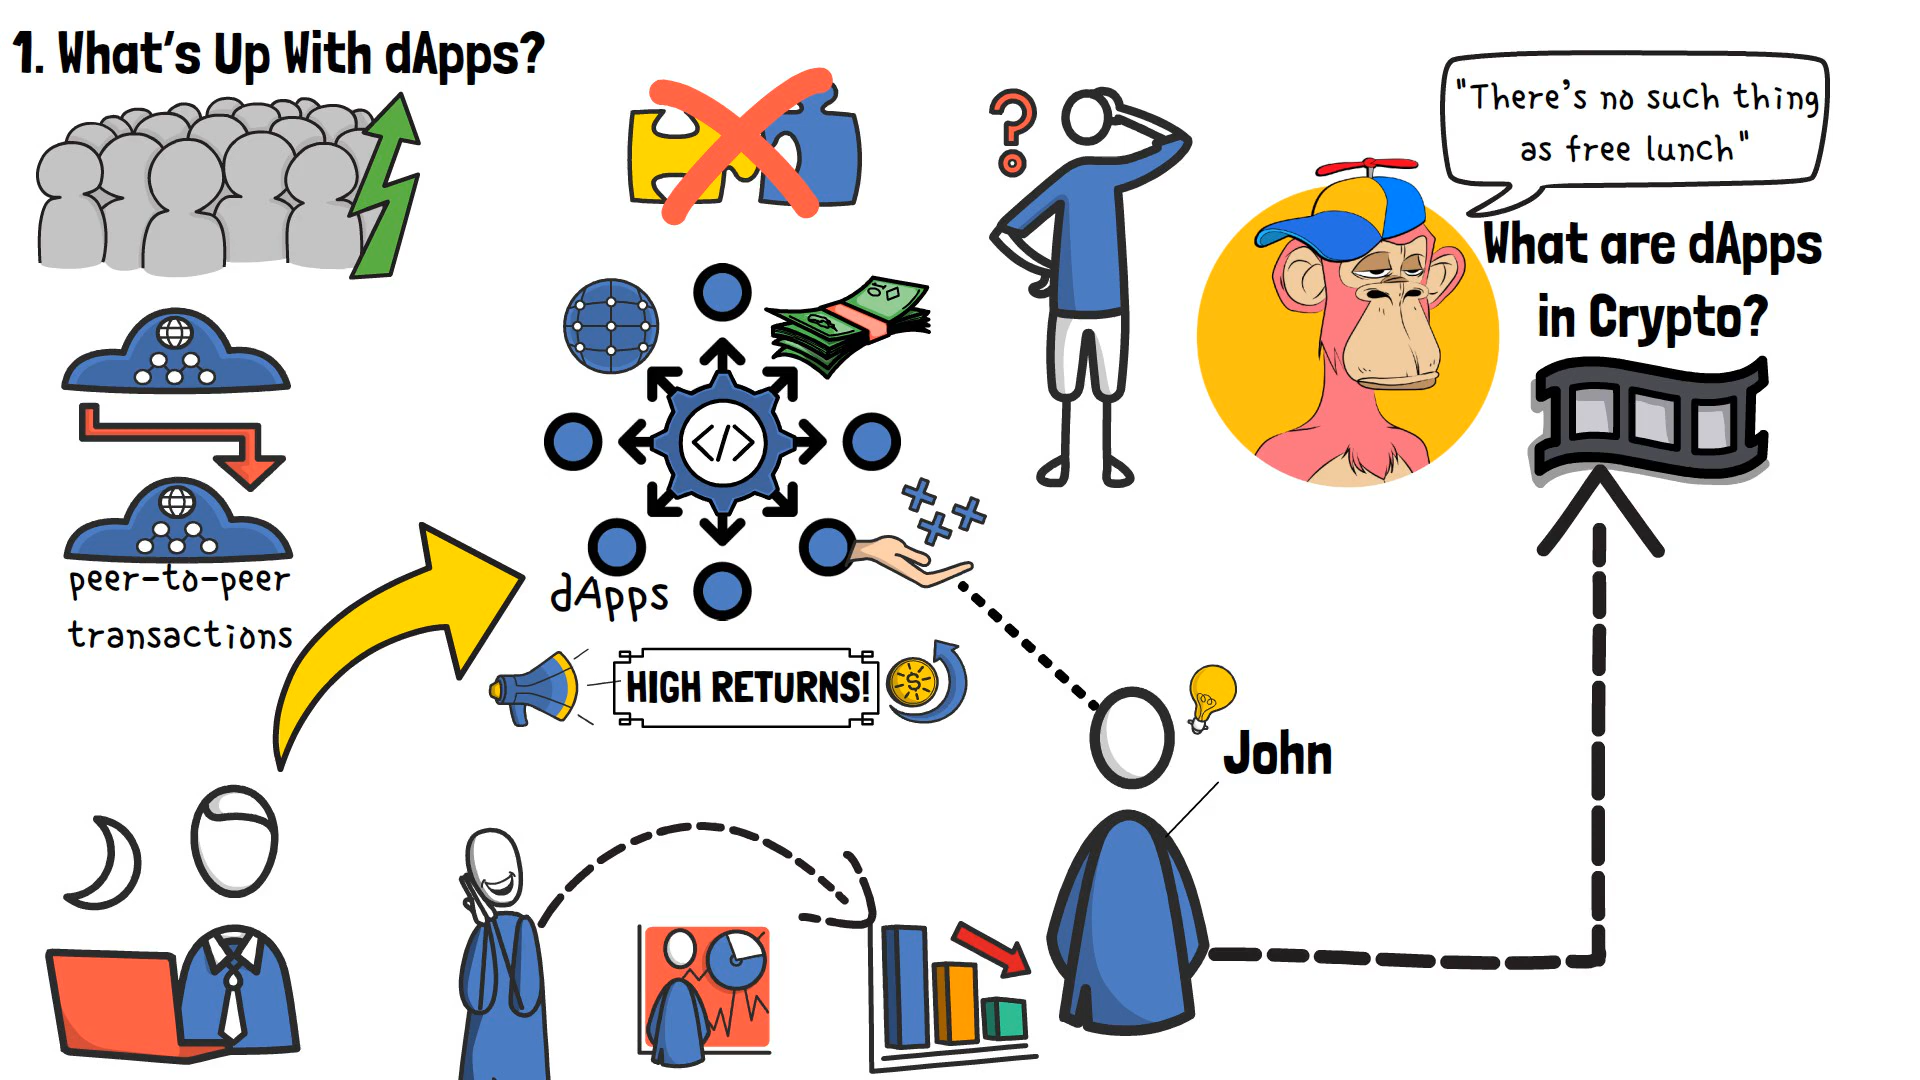 1. What's Up With dApps?
"There's no such thing
as free lunch"
What are dApps
in Crypto?
peer-to-peer
transactions
dApps
HIGH RETURNS!
John